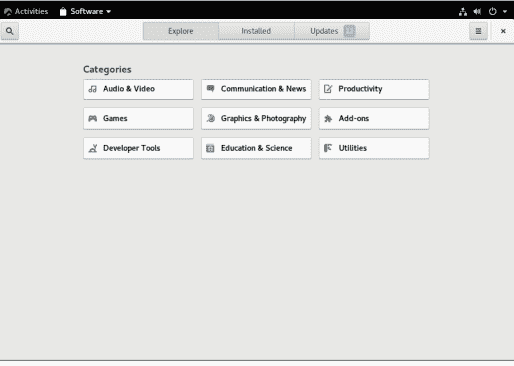 Activities Software
Explore Installed Updates
Categories
Audio & Video Communication & News Productivity
Games Graphics & Photography Add-ons
Developer Tools Education & Science Utilities